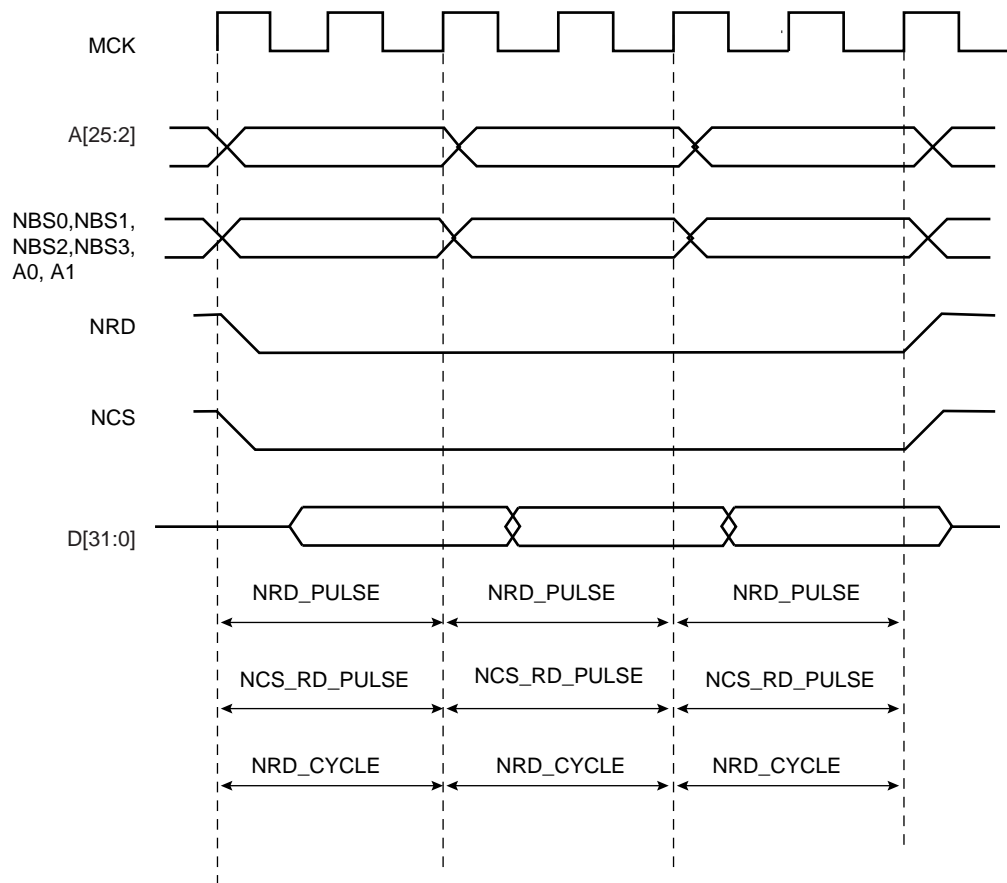 MCK
A[25:2]
NBS0,NBS1,
NBS2,NBS3,
A0, A1
NRD
NCS
D[31:0]
NRD_PULSE NRD_PULSE NRD_PULSE
NCS_RD_PULSE NCS_RD_PULSE NCS_RD_PULSE
NRD_CYCLE NRD_CYCLE NRD_CYCLE